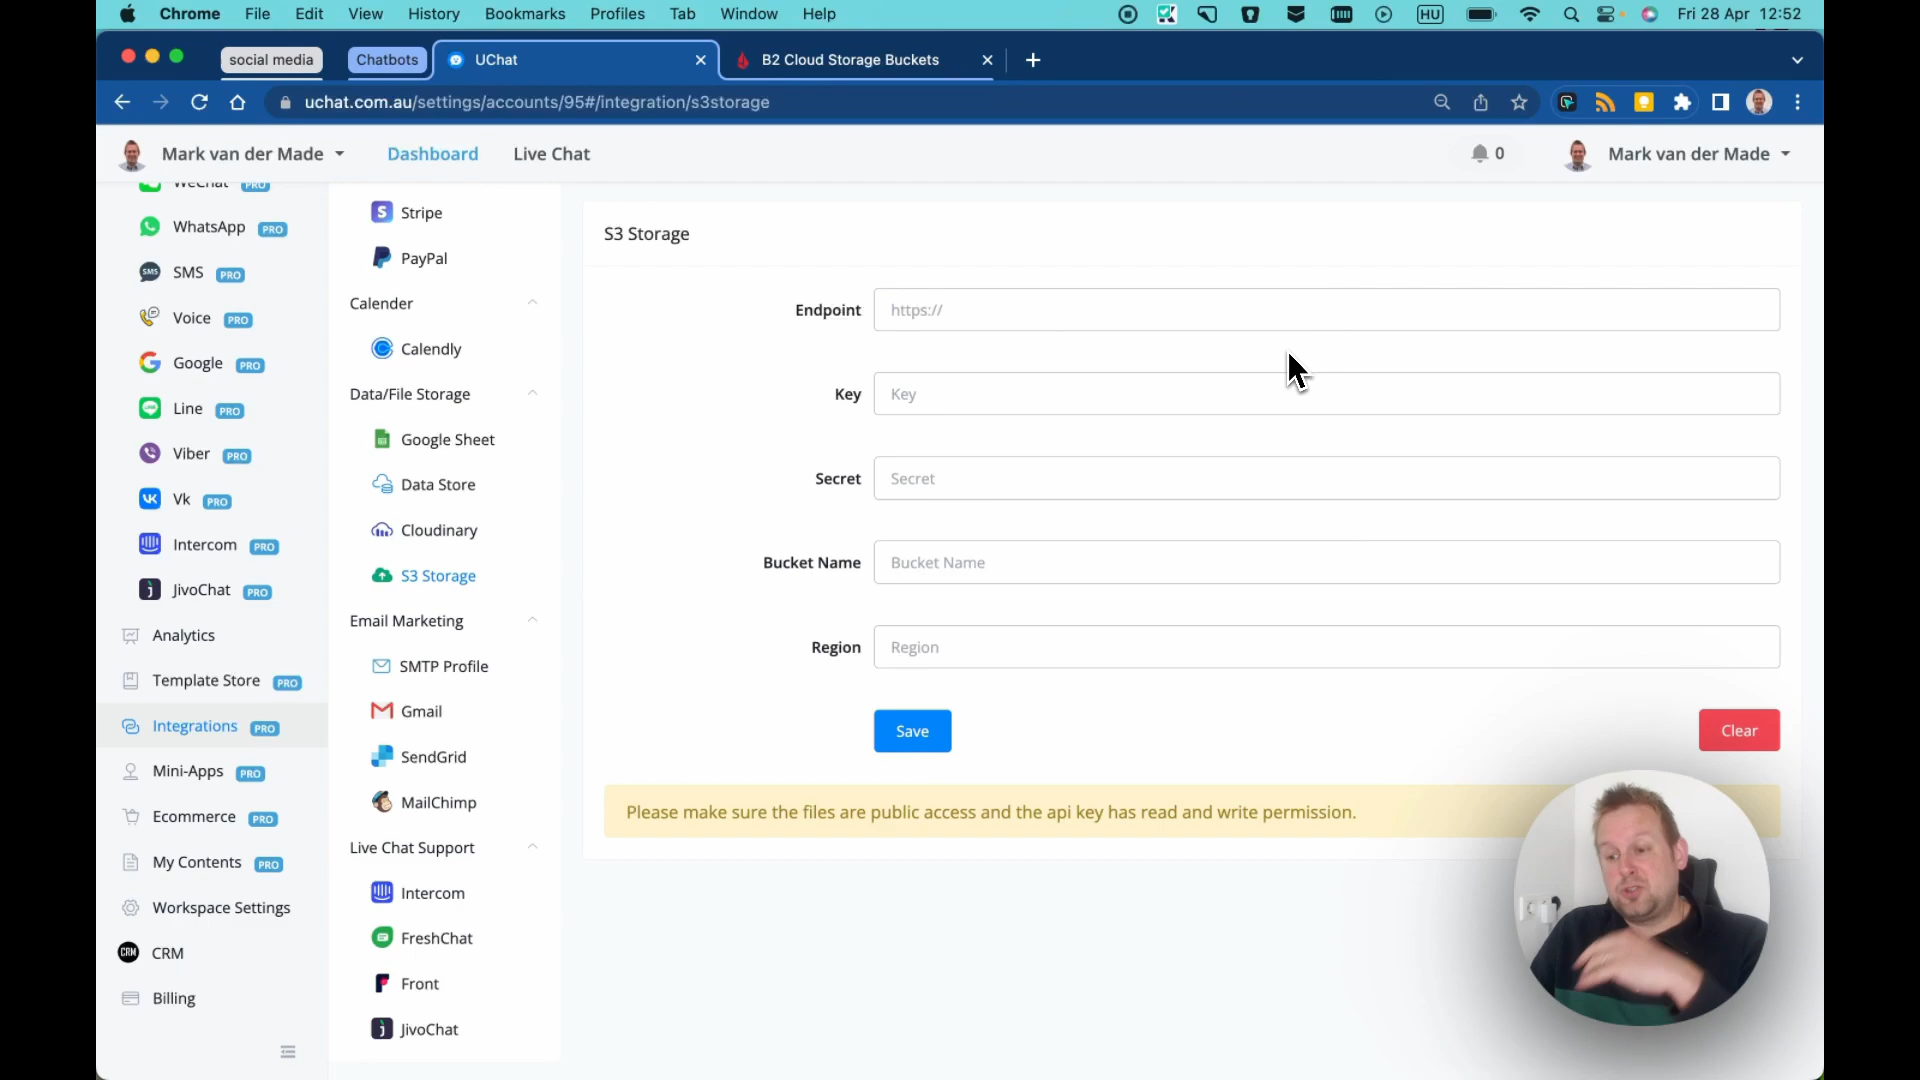 Chrome File Edit View History Bookmarks Profiles Tab Window Help HU Fri 28 Apr 12:52
social media Chatbots UChat B2 Cloud Storage Buckets
uchat.com.au/settings/accounts/95#/integration/s3storage
Mark van der Made Dashboard Live Chat 0 Mark van der Made
WeChat PRO
WhatsApp PRO
SMS PRO
Voice PRO
Google PRO
Line PRO
Viber PRO
Vk PRO
Intercom PRO
JivoChat PRO
Analytics
Template Store PRO
Integrations PRO
Mini-Apps PRO
Ecommerce PRO
My Contents PRO
Workspace Settings
CRM CRM
Billing
Stripe
PayPal
Calender
Calendly
Data/File Storage
Google Sheet
Data Store
Cloudinary
S3 Storage
Email Marketing
SMTP Profile
Gmail
SendGrid
MailChimp
Live Chat Support
Intercom
FreshChat
Front
JivoChat
S3 Storage
Endpoint https://
Key Key
Secret Secret
Bucket Name Bucket Name
Region Region
Save Clear
Please make sure the files are public access and the api key has read and write permission.